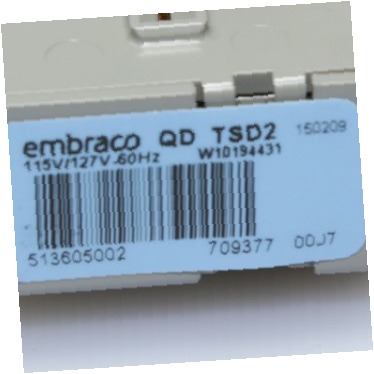 embraco QD TSD2 150209
115V/127V-60Hz W10194431
513605002 709377 00J7